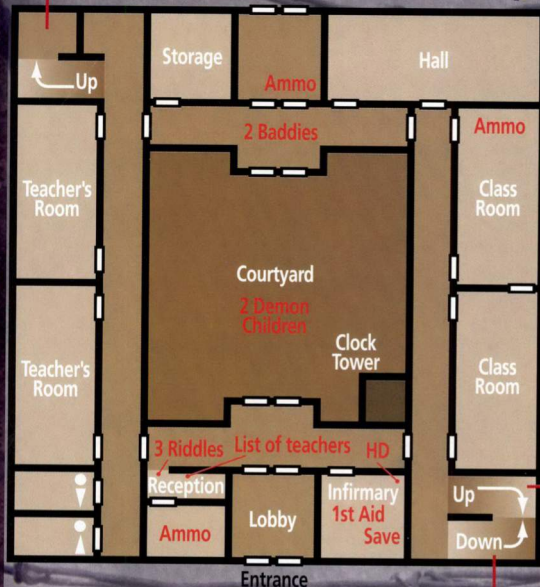 Storage
Ammo
Hall
Up
2 Baddies
Ammo
Teacher's
Room
Class
Room
Courtyard
2 Demon
Children
Clock
Tower
Teacher's
Room
Class
Room
3 Riddles
List of teachers
HD
Reception
Infirmary
1st Aid
Save
Up
Ammo
Lobby
Down
Entrance